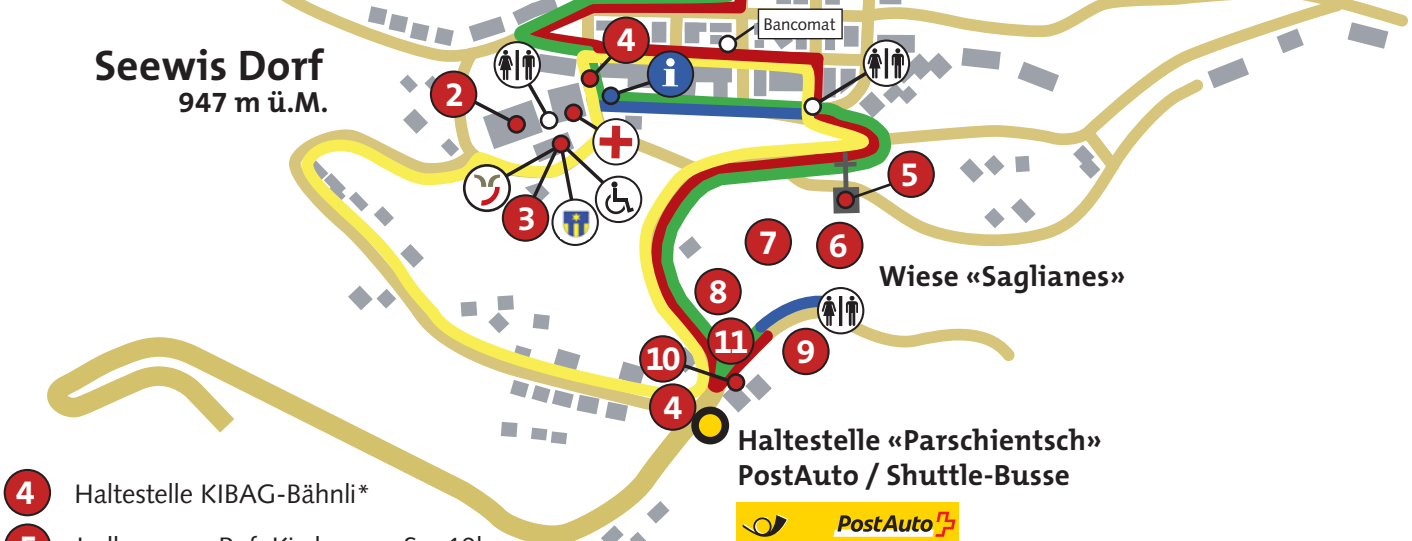 Bancomat
Seewis Dorf
947 m ü.M.
4
i
2
5
3
7
6
Wiese «Saglianes»
8
11
9
10
4
Haltestelle «Parschientsch»
PostAuto / Shuttle-Busse
PostAuto
4 Haltestelle KIBAG-Bähnli*